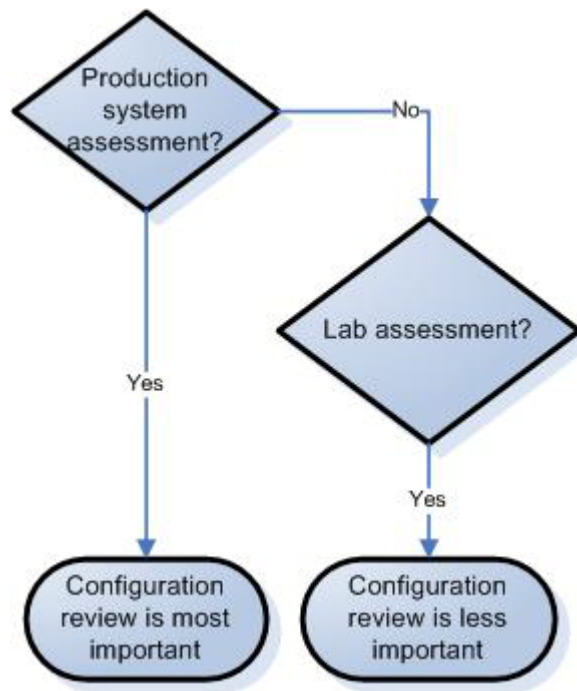 Production
system
assessment?
No
Lab assessment?
Yes
Yes
Configuration
review is most
important
Configuration
review is less
important